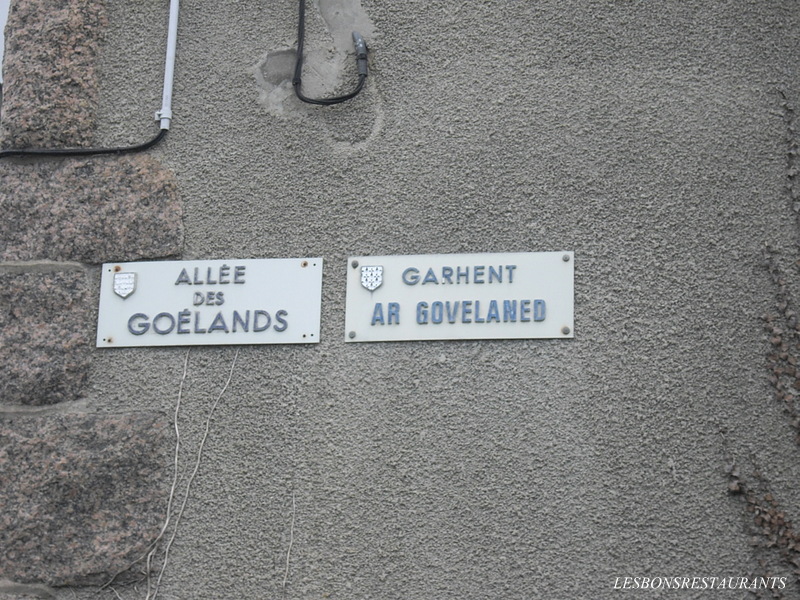 ALLÉE
DES
GOÉLANDS
GARHENT
AR GOVELANED
LESBONSRESTAURANTS